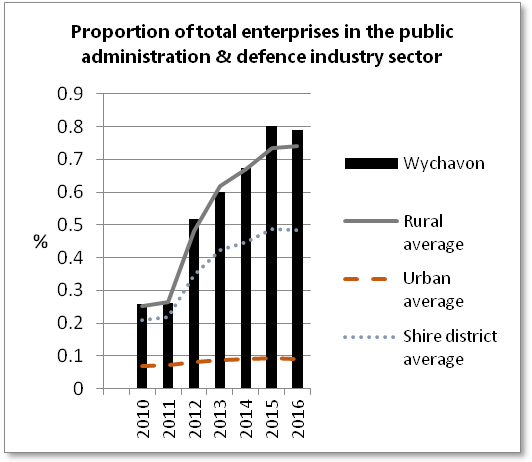 Proportion of total enterprises in the public
administration & defence industry sector
0.9
0.8
0.7
0.6
0.5
0.4
0.3
0.2
0.1
0
%
2010
2011
2012
2013
2014
2015
2016
Wychavon
Rural
average
Urban
average
Shire district
average